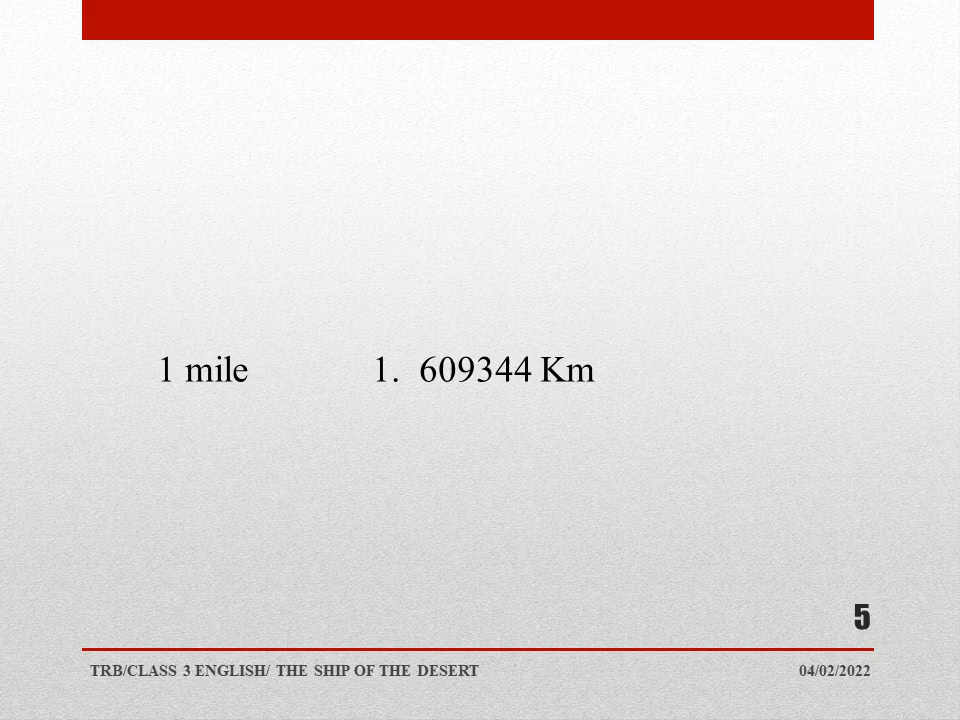 1 mile 1. 609344 Km
5
TRB/CLASS 3 ENGLISH/ THE SHIP OF THE DESERT 04/02/2022